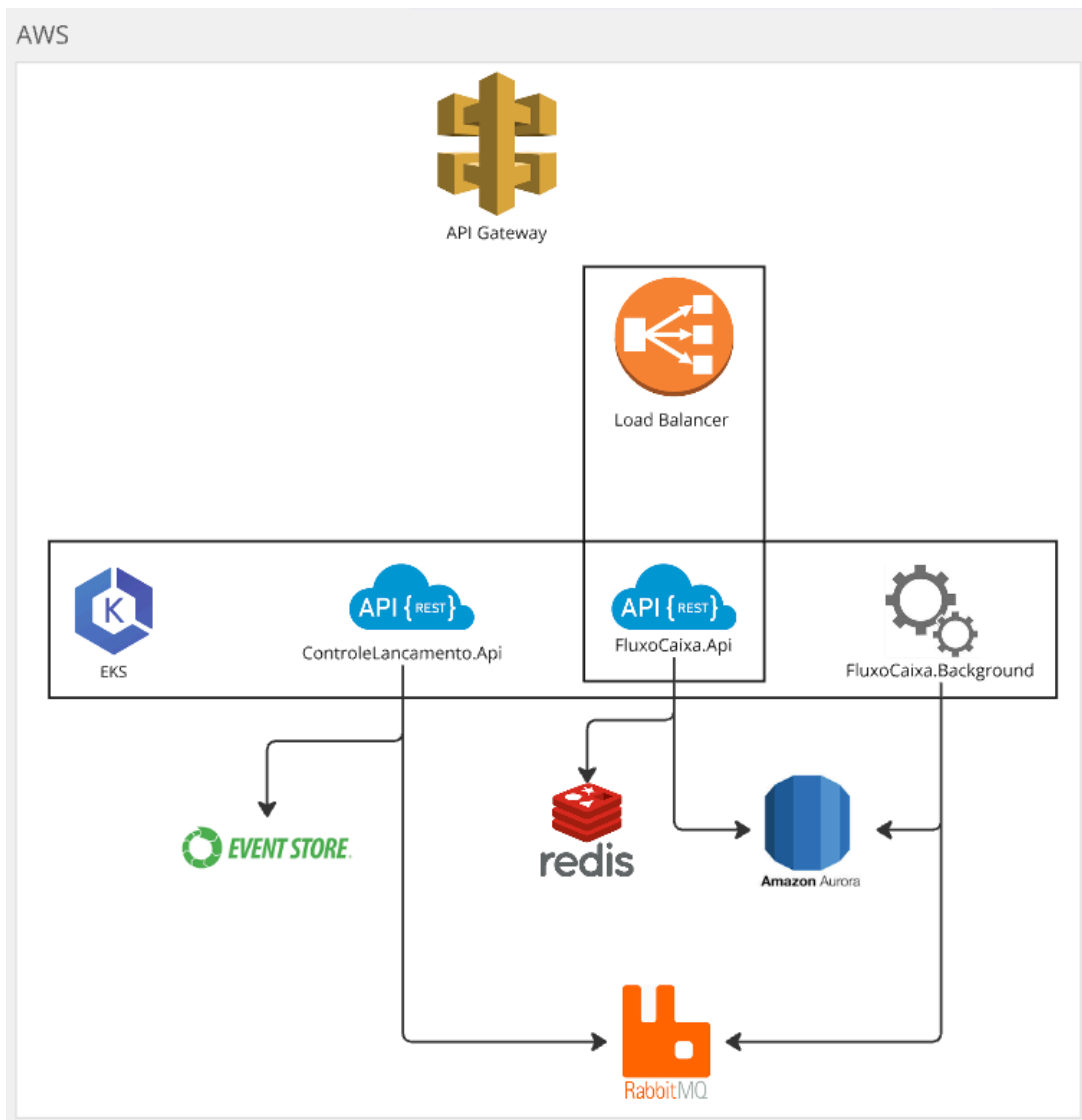 AWS
API Gateway
Load Balancer
K
API {REST}
API {REST}
EKS
ControleLancamento.Api
FluxoCaixa.Api
FluxoCaixa.Background
EVENT STORE.
redis
Amazon Aurora
RabbitMQ